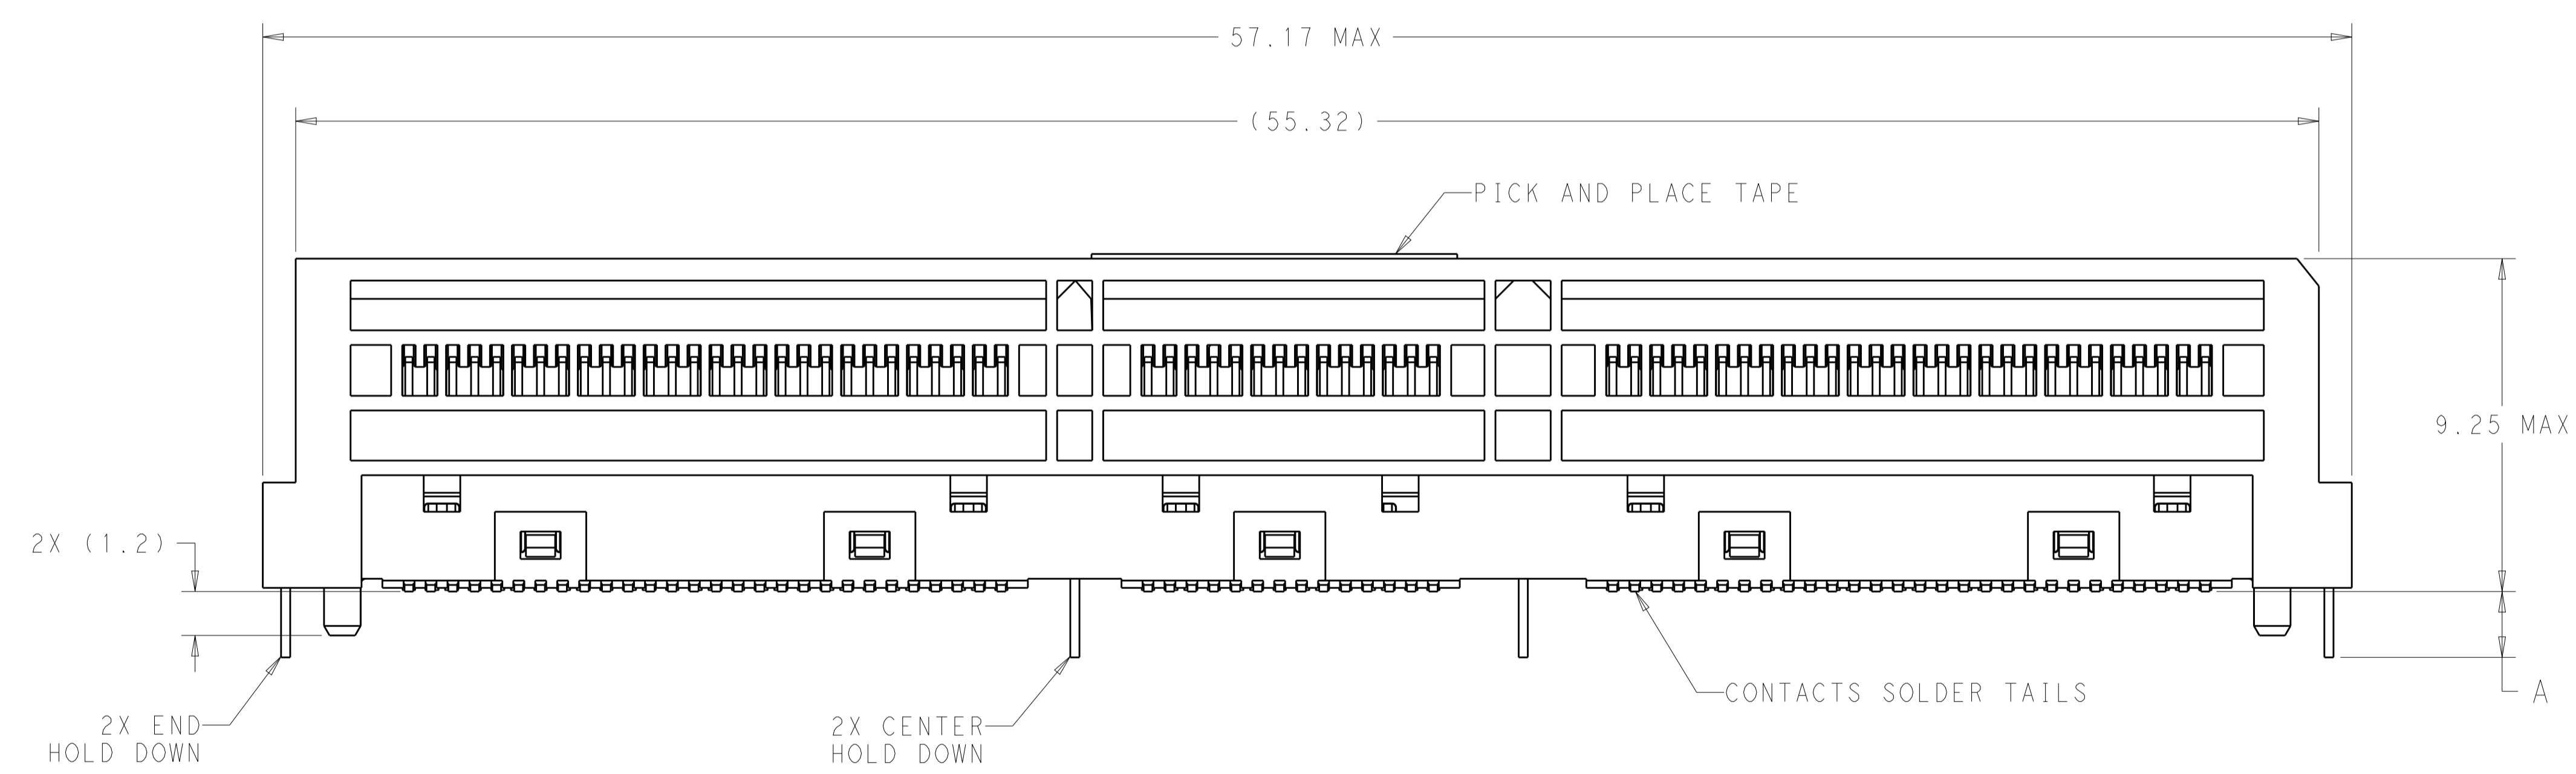 57.17 MAX
(55.32)
PICK AND PLACE TAPE
9.25 MAX
2X (1.2)
CONTACTS SOLDER TAILS
A
2X END
HOLD DOWN
2X CENTER
HOLD DOWN